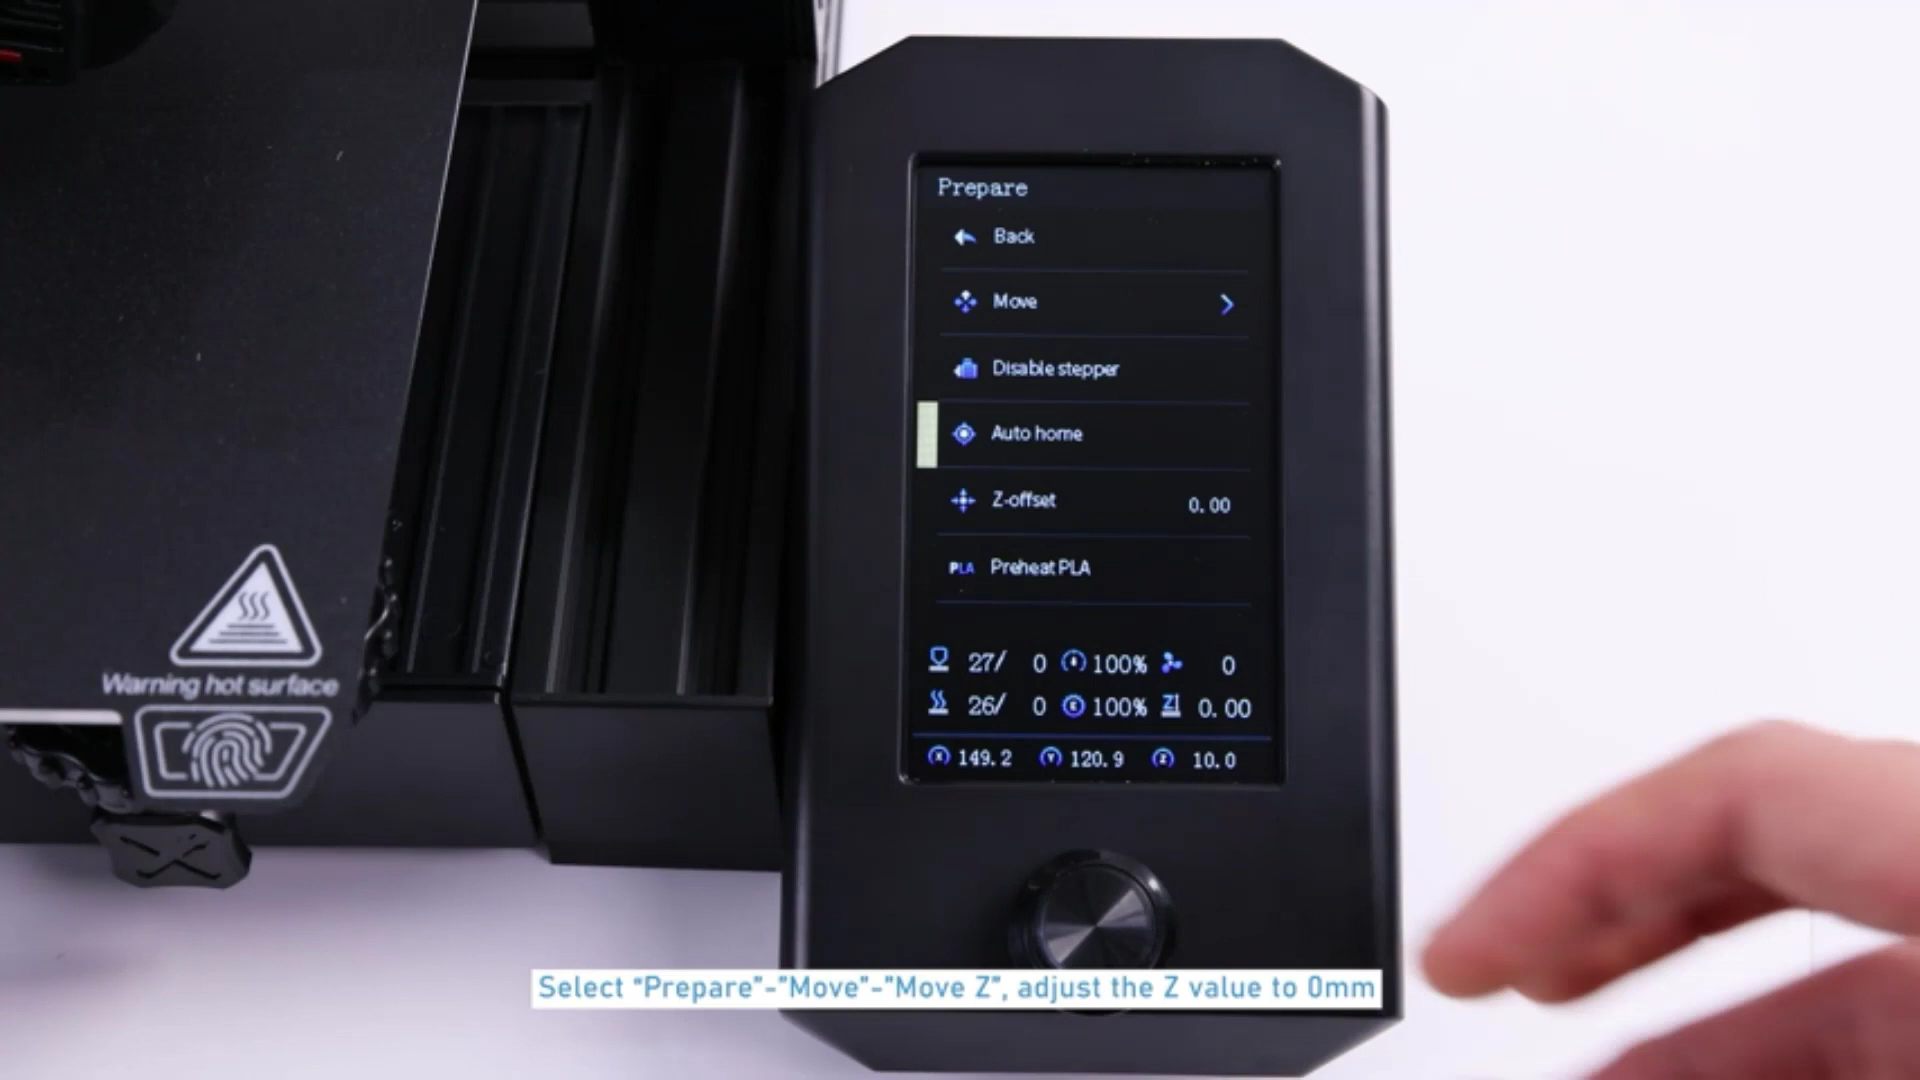 Prepare
Back
Move
Disable stepper
Auto home
Z-offset 0.00
PLA Preheat PLA
27/ 0 100% 0
26/ 0 E 100% Z 0.00
X 149.2 Y 120.9 Z 10.0
Warning hot surface
Select “Prepare”-"Move"-"Move Z", adjust the Z value to 0mm